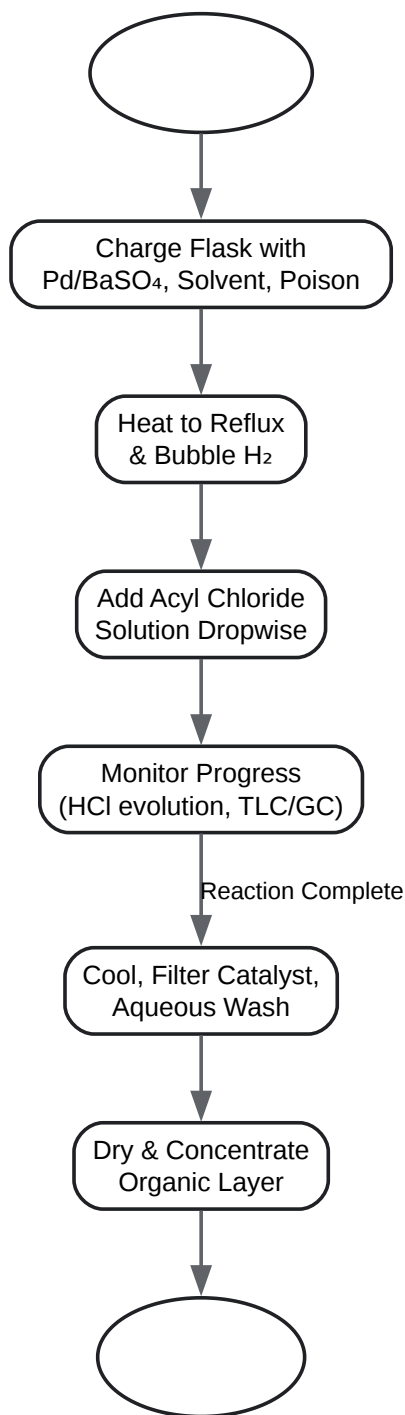 Charge Flask with
Pd/BaSO₄, Solvent, Poison
Heat to Reflux
& Bubble H₂
Add Acyl Chloride
Solution Dropwise
Monitor Progress
(HCl evolution, TLC/GC)
Reaction Complete
Cool, Filter Catalyst,
Aqueous Wash
Dry & Concentrate
Organic Layer